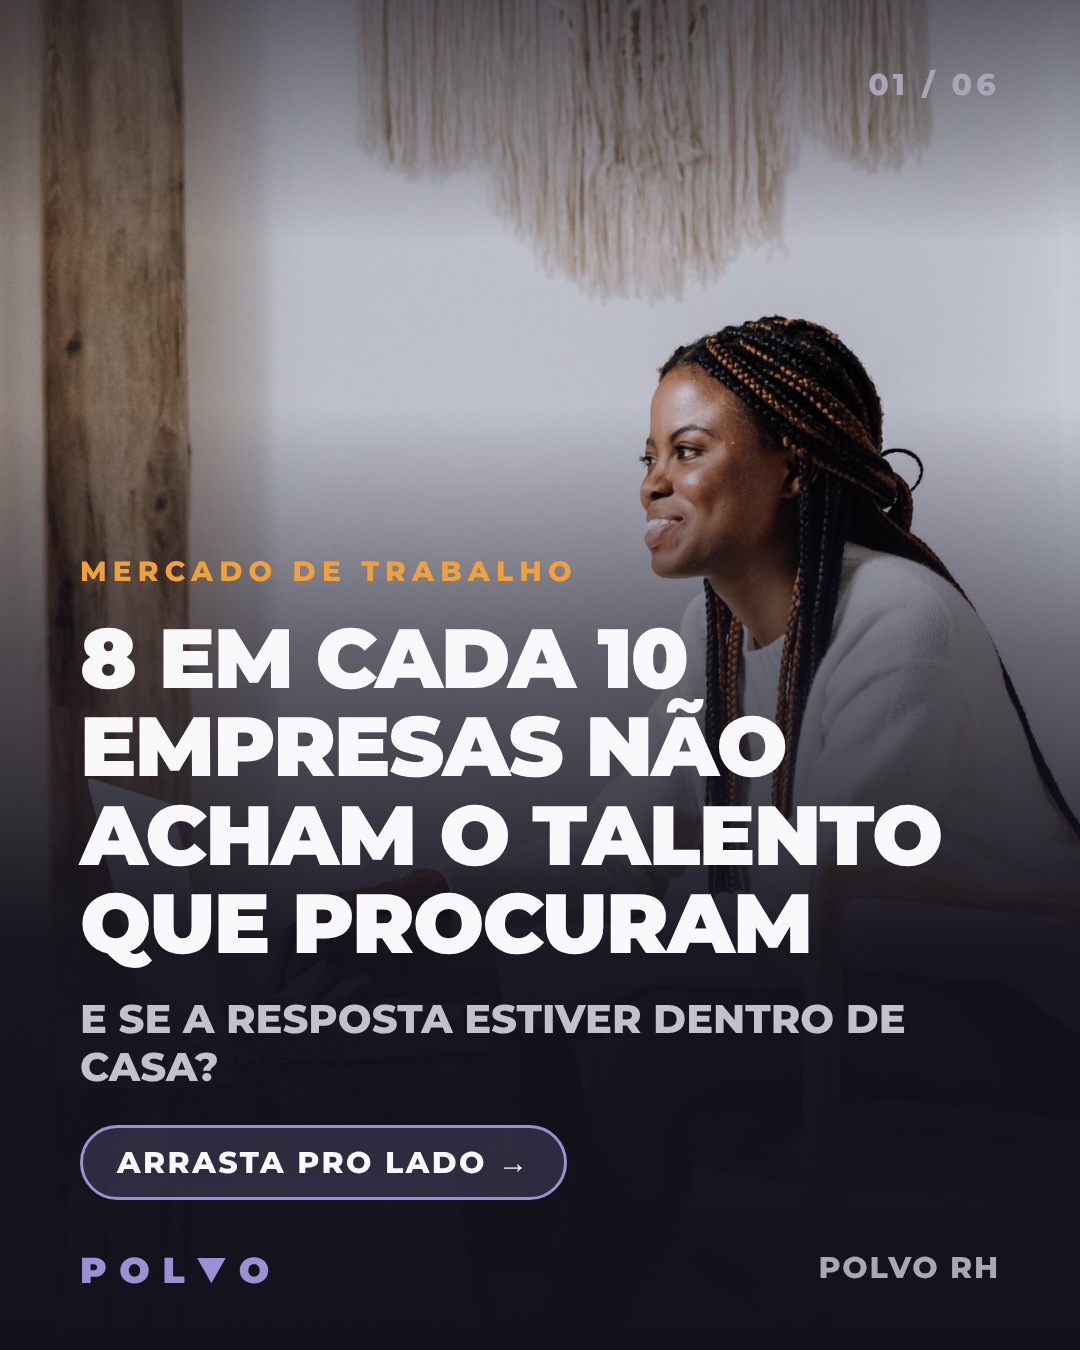 01 / 06
MERCADO DE TRABALHO
8 EM CADA 10
EMPRESAS NÃO
ACHAM O TALENTO
QUE PROCURAM
E SE A RESPOSTA ESTIVER DENTRO DE
CASA?
ARRASTA PRO LADO →
POLVO
POLVO RH